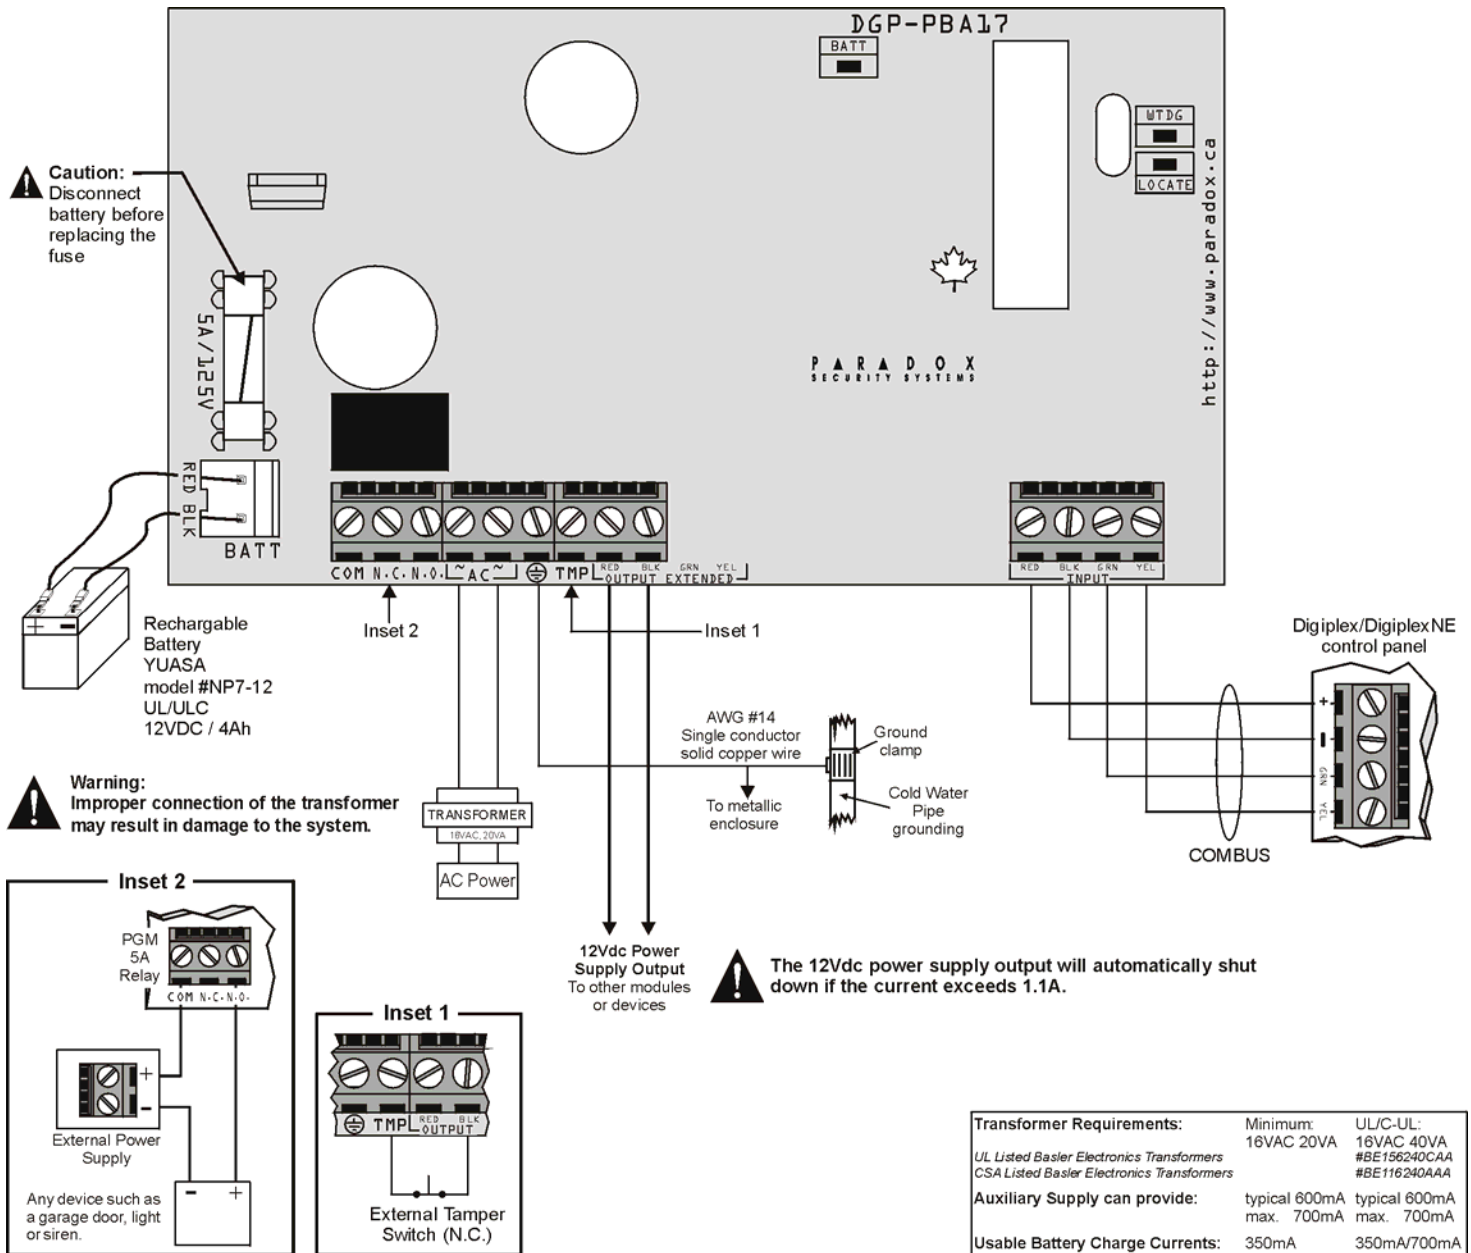 DGP-PBA17
BATT
WTDG
LOCATE
http://www.paradox.ca
Caution:
Disconnect
battery before
replacing the
fuse
5A/125V
PARADOX
SECURITY SYSTEMS
RED BLK
BATT
COM N.C. N.O. ~AC~ TMP RED BLK GRN YEL
OUTPUT EXTENDED
RED BLK GRN YEL
INPUT
Inset 2
Inset 1
Rechargable
Battery
YUASA
model #NP7-12
UL/ULC
12VDC / 4Ah
Digiplex/DigiplexNE
control panel
+
-
GRN
YEL
COMBUS
AWG #14
Single conductor
solid copper wire
Ground
clamp
To metallic
enclosure
Cold Water
Pipe
grounding
Warning:
Improper connection of the transformer
may result in damage to the system.
TRANSFORMER
16VAC, 20VA
AC Power
12Vdc Power
Supply Output
To other modules
or devices
The 12Vdc power supply output will automatically shut
down if the current exceeds 1.1A.
Inset 2
PGM
5A
Relay
COM N.C. N.O.
+
-
External Power
Supply
- +
Any device such as
a garage door, light
or siren.
Inset 1
TMP RED BLK
OUTPUT
External Tamper
Switch (N.C.)
Transformer Requirements: Minimum: UL/C-UL:
16VAC 20VA 16VAC 40VA
UL Listed Basler Electronics Transformers #BE156240CAA
CSA Listed Basler Electronics Transformers #BE116240AAA
Auxiliary Supply can provide: typical 600mA typical 600mA
max. 700mA max. 700mA
Usable Battery Charge Currents: 350mA 350mA/700mA